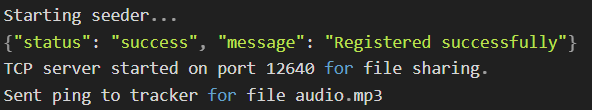 Starting seeder...
{"status": "success", "message": "Registered successfully"}
TCP server started on port 12640 for file sharing.
Sent ping to tracker for file audio.mp3